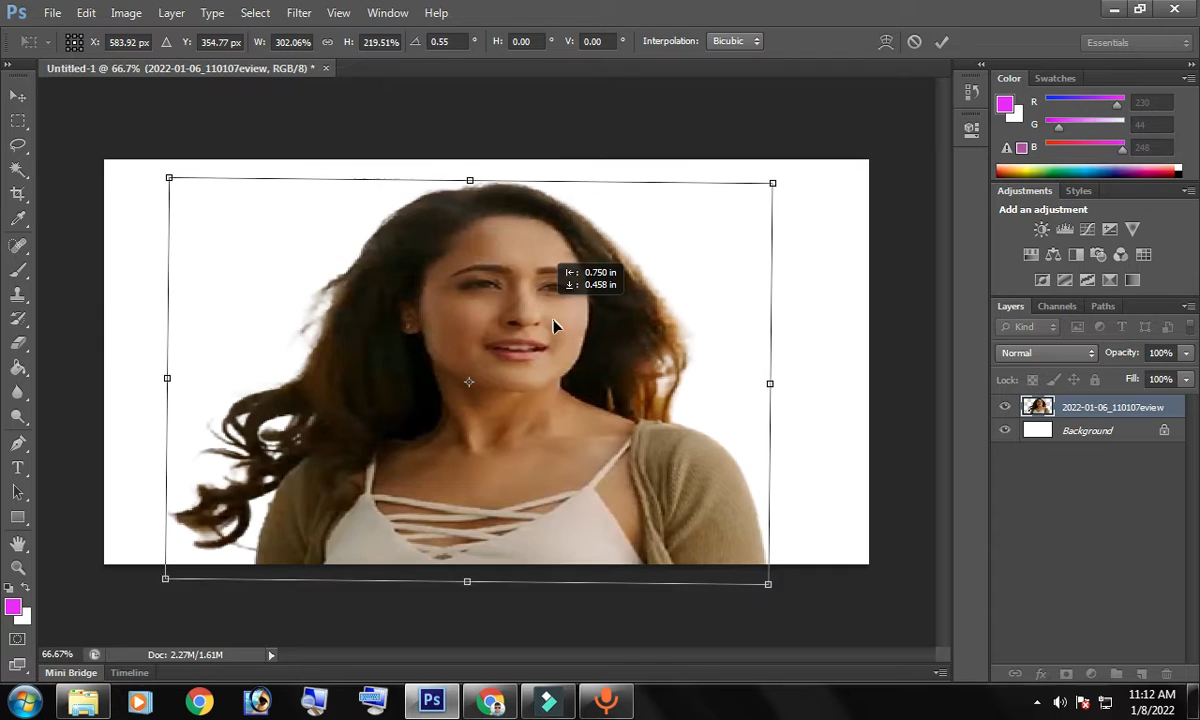 Ps File Edit Image Layer Type Select Filter View Window Help
X: 583.92 px Y: 354.77 px W: 302.06% H: 219.51% 0.55 ° H: 0.00 ° V: 0.00 ° Interpolation: Bicubic Essentials
Untitled-1 @ 66.7% (2022-01-06_110107eview, RGB/8) * ×
Color Swatches
R 230
G 44
B 248
Adjustments Styles
Add an adjustment
0.750 in
0.458 in
Layers Channels Paths
Kind
Normal Opacity: 100%
Lock: Fill: 100%
2022-01-06_110107eview
Background
66.67% Doc: 2.27M/1.61M
Mini Bridge Timeline
Ps
11:12 AM
1/8/2022